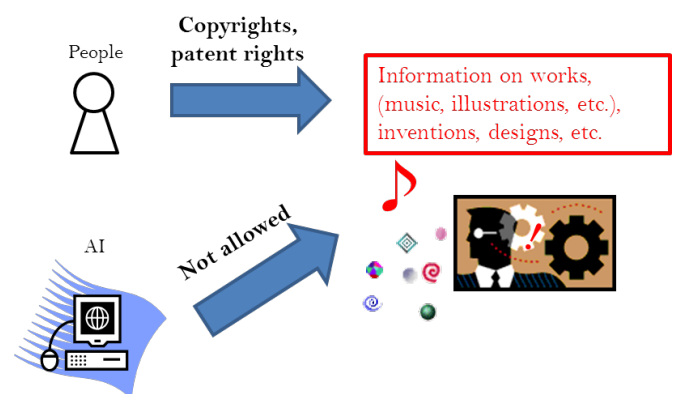 Copyrights,
patent rights
People
Information on works,
(music, illustrations, etc.),
inventions, designs, etc.
Not allowed
AI